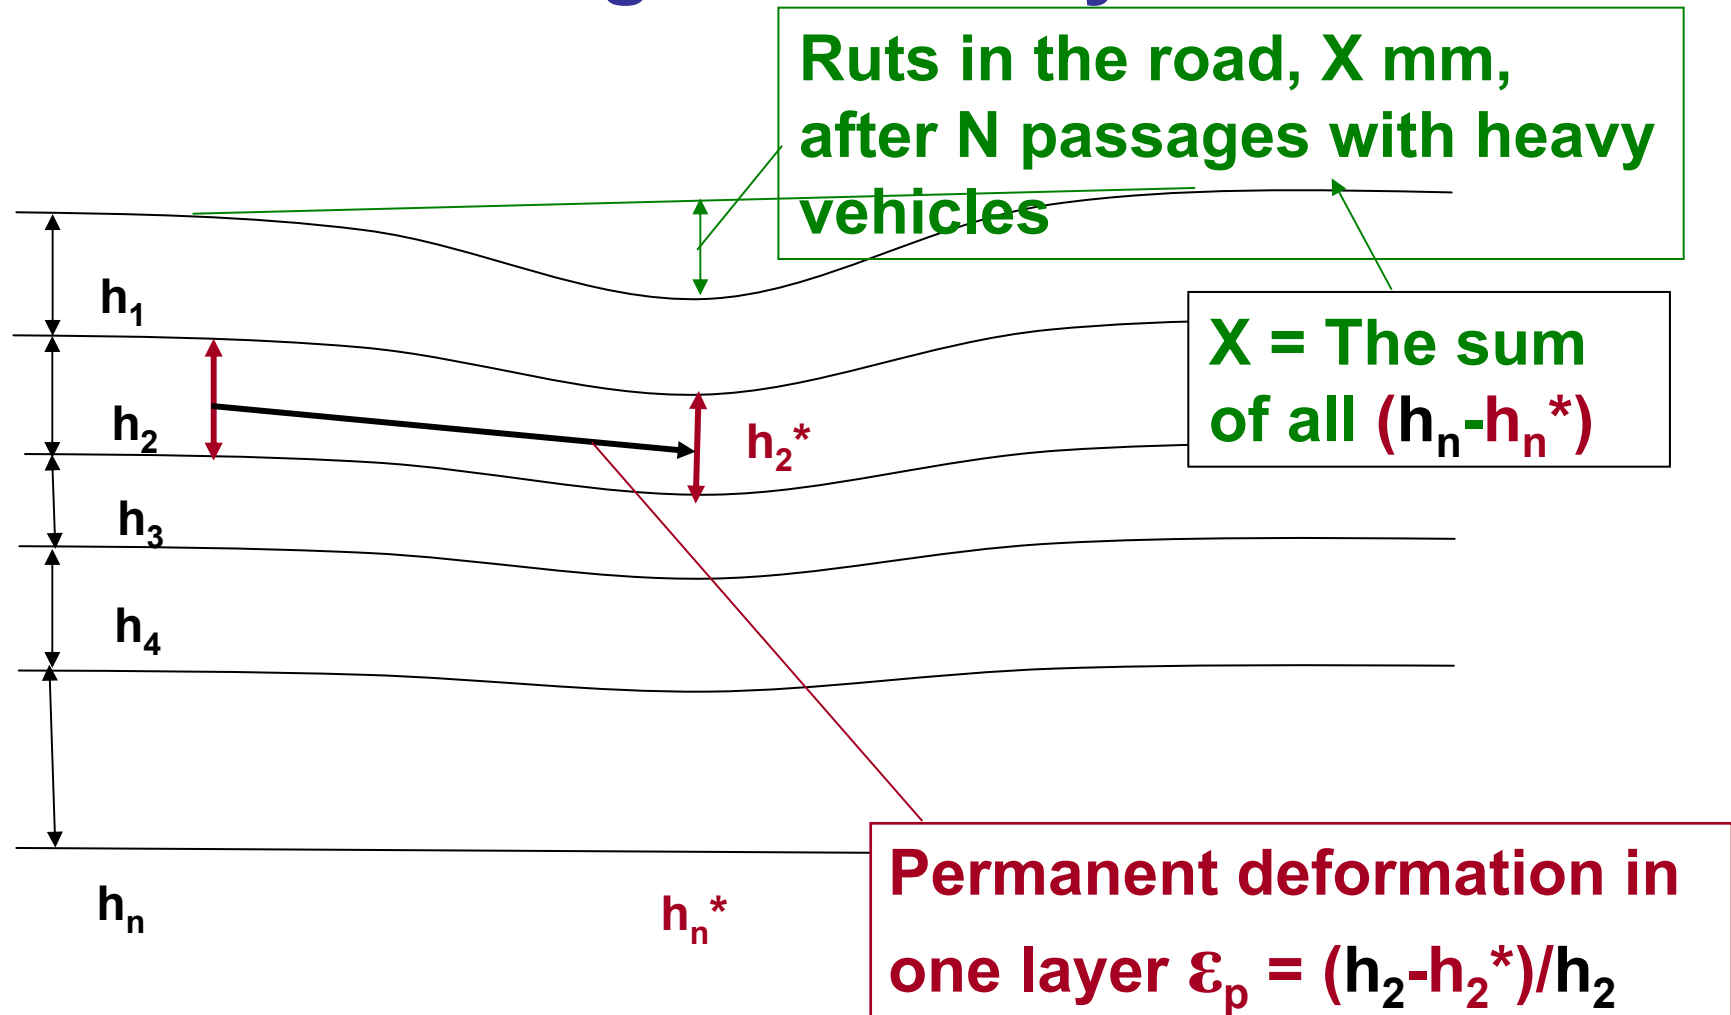 Ruts in the road, X mm,
after N passages with heavy
vehicles
h₁
X = The sum
of all (hₙ-hₙ*)
h₂
h₂*
h₃
h₄
hₙ
hₙ*
Permanent deformation in
one layer εₚ = (h₂-h₂*)/h₂